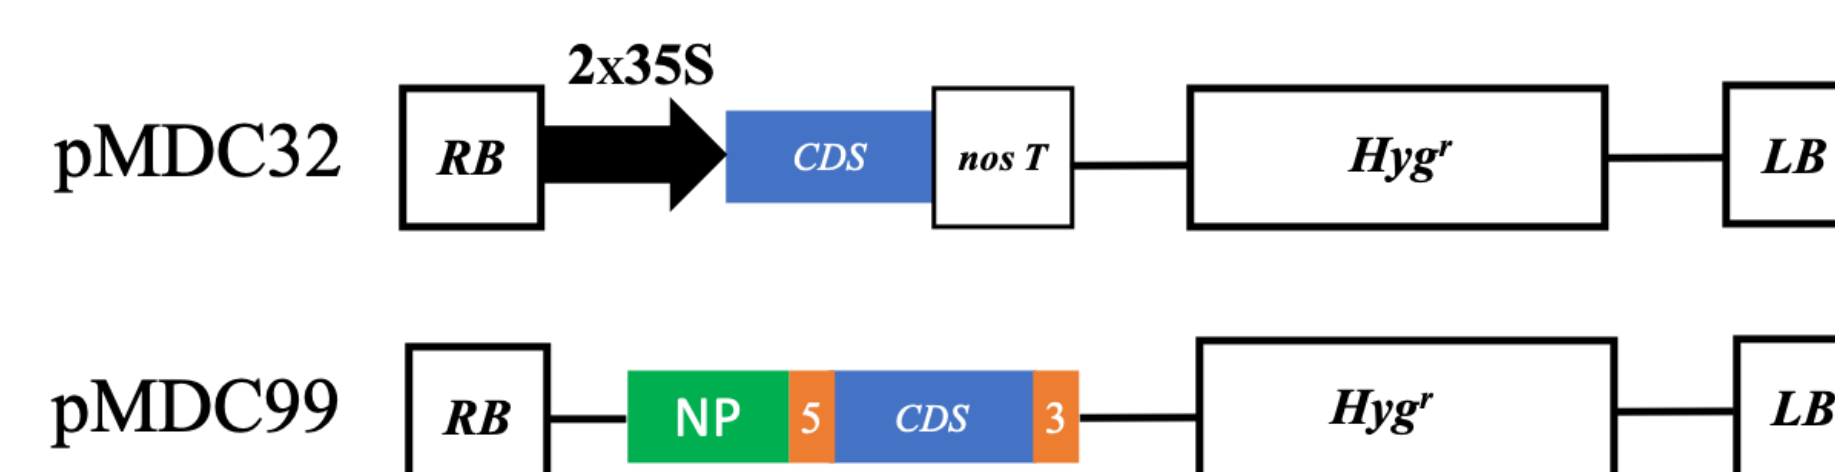 2x35S
pMDC32 RB CDS nos T Hygʳ LB
pMDC99 RB NP 5 CDS 3 Hygʳ LB